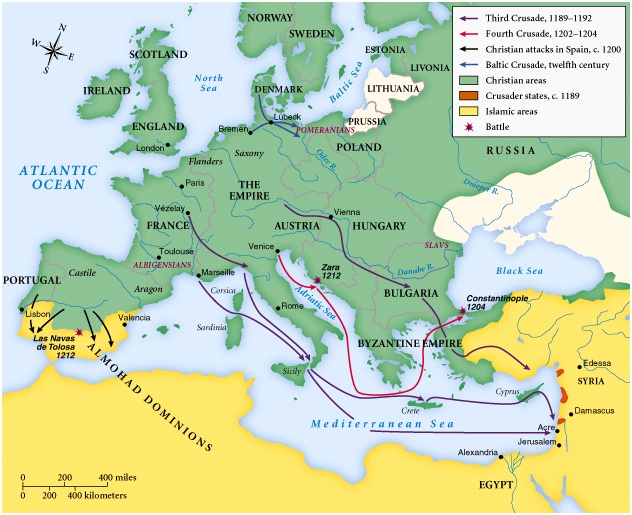 Third Crusade, 1189–1192
Fourth Crusade, 1202–1204
Christian attacks in Spain, c. 1200
Baltic Crusade, twelfth century
Christian areas
Crusader states, c. 1189
Islamic areas
Battle
N
E
S
W
NORWAY
SWEDEN
SCOTLAND
ESTONIA
North
Sea
Baltic Sea
LIVONIA
IRELAND
DENMARK
LITHUANIA
ENGLAND
Lubeck
PRUSSIA
Bremen
POMERANIANS
London
Saxony
POLAND
RUSSIA
Flanders
Oder R.
ATLANTIC
OCEAN
Paris
THE
EMPIRE
Dnieper R.
Vézelay
Vienna
FRANCE
AUSTRIA
HUNGARY
Venice
SLAVS
Toulouse
ALBIGENSIANS
Marseille
Zara
1212
Danube R.
Black Sea
PORTUGAL
Castile
Aragon
Corsica
Adriatic Sea
BULGARIA
Constantinople
1204
Lisbon
Valencia
Rome
Sardinia
Las Navas
de Tolosa
1212
BYZANTINE EMPIRE
ALMOHAD DOMINIONS
Sicily
Edessa
SYRIA
Cyprus
Crete
Damascus
Mediterranean Sea
Acre
Jerusalem
Alexandria
EGYPT
0 200 400 miles
0 200 400 kilometers